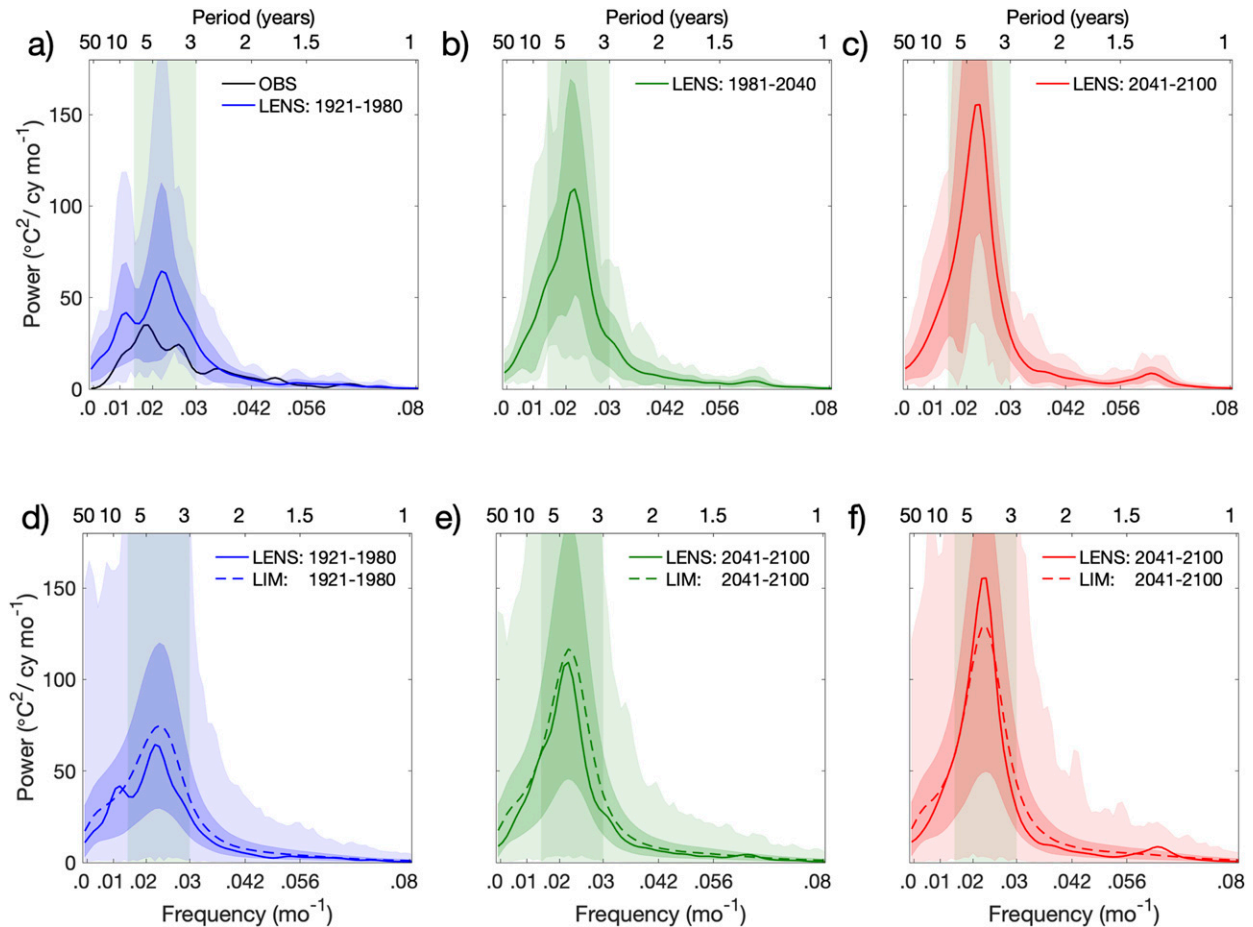 Period (years) Period (years) Period (years)
a) 50 10 5 3 2 1.5 1 b) 50 10 5 3 2 1.5 1 c) 50 10 5 3 2 1.5 1
OBS
LENS: 1921-1980
LENS: 1981-2040
LENS: 2041-2100
Power (°C²/ cy mo⁻¹)
150
100
50
0
.0 .01 .02 .03 .042 .056 .08 .0 .01 .02 .03 .042 .056 .08 .0 .01 .02 .03 .042 .056 .08
d) 50 10 5 3 2 1.5 1 e) 50 10 5 3 2 1.5 1 f) 50 10 5 3 2 1.5 1
LENS: 1921-1980 LENS: 2041-2100 LENS: 2041-2100
LIM: 1921-1980 LIM: 2041-2100 LIM: 2041-2100
Power (°C²/ cy mo⁻¹)
150
100
50
0
.0 .01 .02 .03 .042 .056 .08 .0 .01 .02 .03 .042 .056 .08 .0 .01 .02 .03 .042 .056 .08
Frequency (mo⁻¹) Frequency (mo⁻¹) Frequency (mo⁻¹)